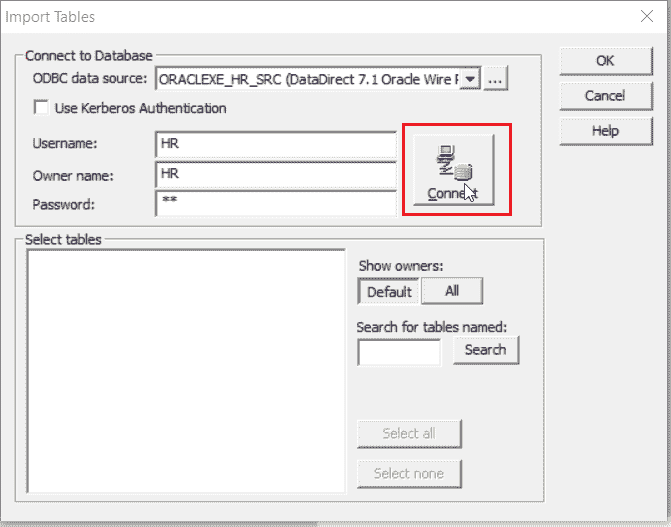 Import Tables
Connect to Database
ODBC data source: ORACLEXE_HR_SRC (DataDirect 7.1 Oracle Wire P ...
OK
Use Kerberos Authentication
Cancel
Username: HR
Help
Owner name: HR
Password: **
Connect
Select tables
Show owners:
Default All
Search for tables named:
Search
Select all
Select none